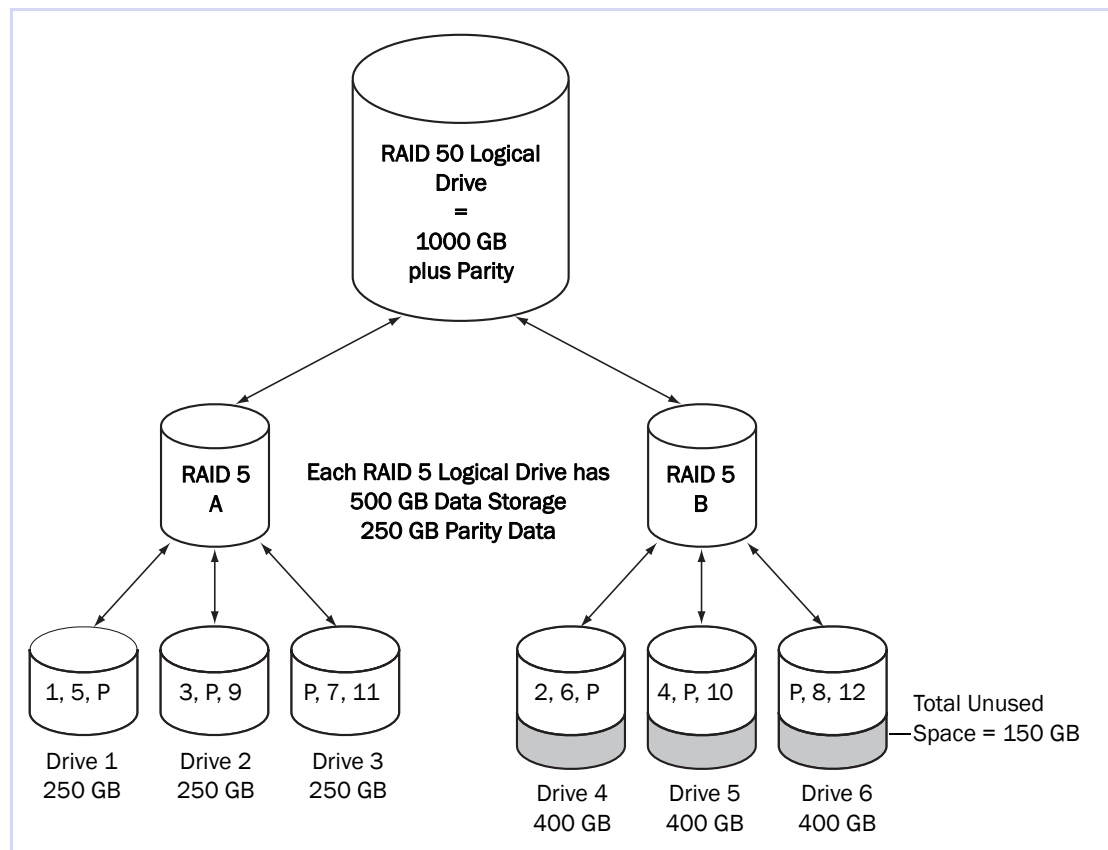 RAID 50 Logical
Drive
=
1000 GB
plus Parity
RAID 5
A
Each RAID 5 Logical Drive has
500 GB Data Storage
250 GB Parity Data
RAID 5
B
1, 5, P
3, P, 9
P, 7, 11
2, 6, P
4, P, 10
P, 8, 12
Drive 1
250 GB
Drive 2
250 GB
Drive 3
250 GB
Drive 4
400 GB
Drive 5
400 GB
Drive 6
400 GB
Total Unused
Space = 150 GB